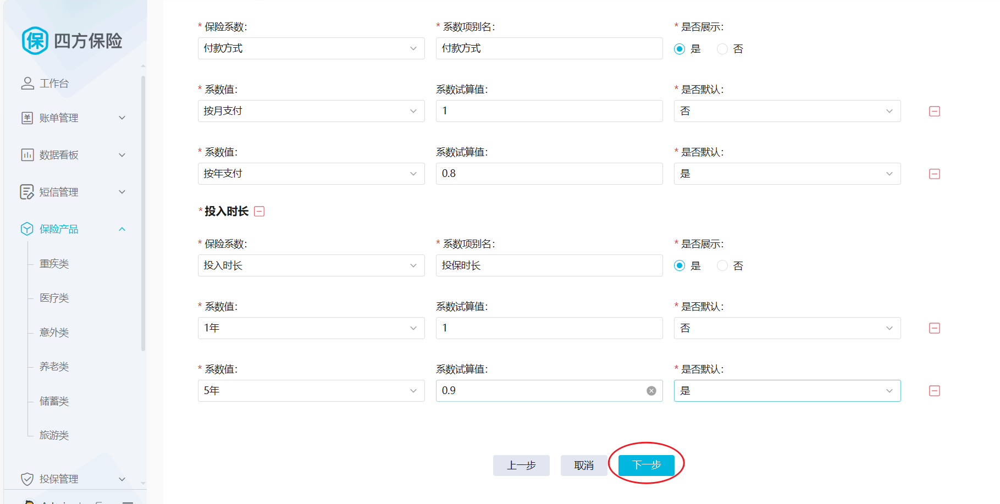 保 四方保险
工作台
账单管理
数据看板
短信管理
保险产品
重疾类
医疗类
意外类
养老类
储蓄类
旅游类
投保管理
* 保险系数: * 系数项别名: * 是否展示:
付款方式 付款方式 是 否
* 系数值: 系数试算值: * 是否默认:
按月支付 1 否
* 系数值: 系数试算值: * 是否默认:
按年支付 0.8 是
* 投入时长
* 保险系数: * 系数项别名: * 是否展示:
投入时长 投保时长 是 否
* 系数值: 系数试算值: * 是否默认:
1年 1 否
* 系数值: 系数试算值: * 是否默认:
5年 0.9 是
上一步 取消 下一步